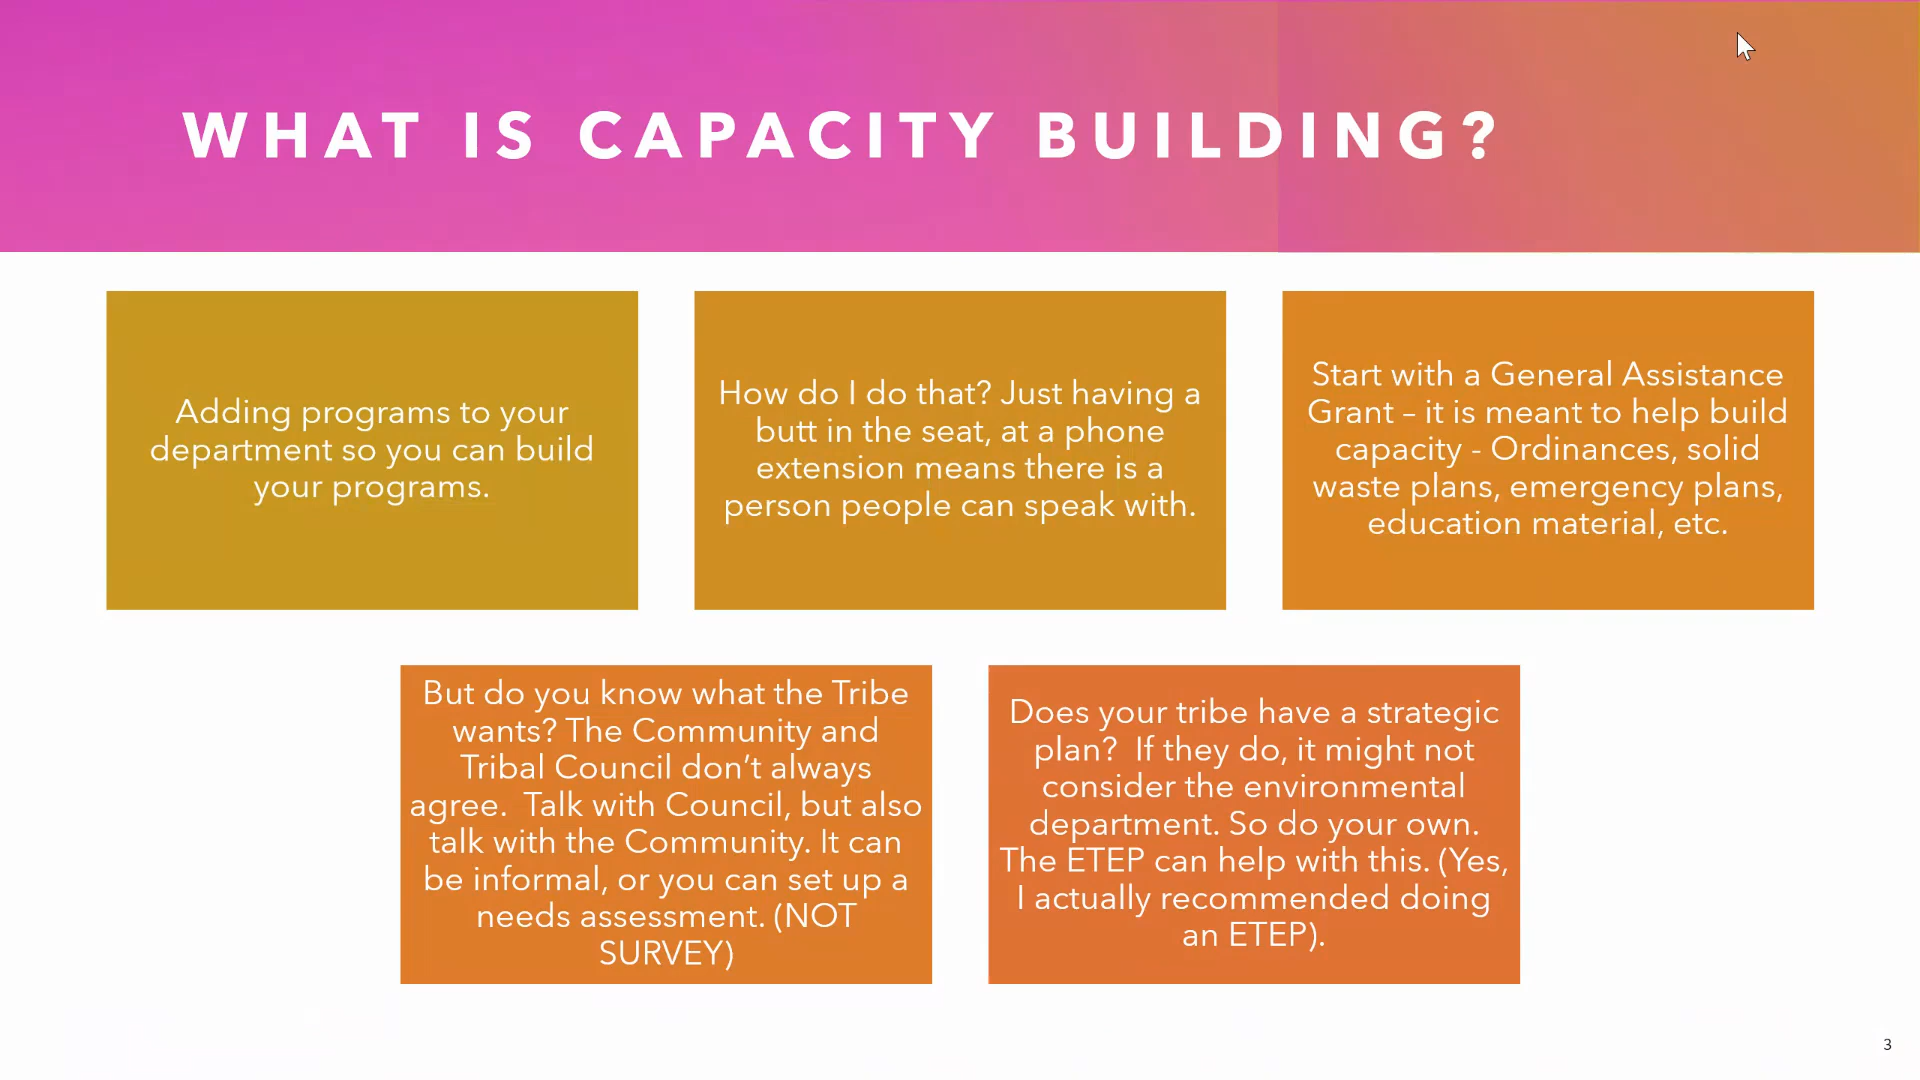 WHAT IS CAPACITY BUILDING?
Adding programs to your
department so you can build
your programs.
How do I do that? Just having a
butt in the seat, at a phone
extension means there is a
person people can speak with.
Start with a General Assistance
Grant – it is meant to help build
capacity - Ordinances, solid
waste plans, emergency plans,
education material, etc.
But do you know what the Tribe
wants? The Community and
Tribal Council don’t always
agree.  Talk with Council, but also
talk with the Community. It can
be informal, or you can set up a
needs assessment. (NOT
SURVEY)
Does your tribe have a strategic
plan?  If they do, it might not
consider the environmental
department. So do your own.
The ETEP can help with this. (Yes,
I actually recommended doing
an ETEP).
3